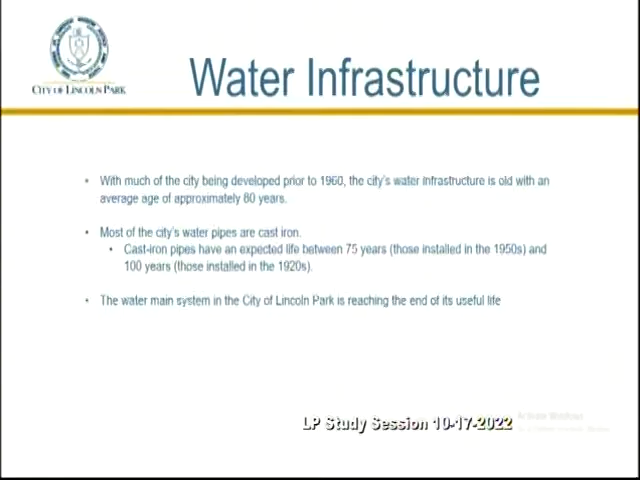 Water Infrastructure
CITY OF LINCOLN PARK
• With much of the city being developed prior to 1960, the city's water infrastructure is old with an
average age of approximately 80 years.
• Most of the city's water pipes are cast iron.
• Cast-iron pipes have an expected life between 75 years (those installed in the 1950s) and
100 years (those installed in the 1920s).
• The water main system in the City of Lincoln Park is reaching the end of its useful life
LP Study Session 10-17-2022
Activate Windows